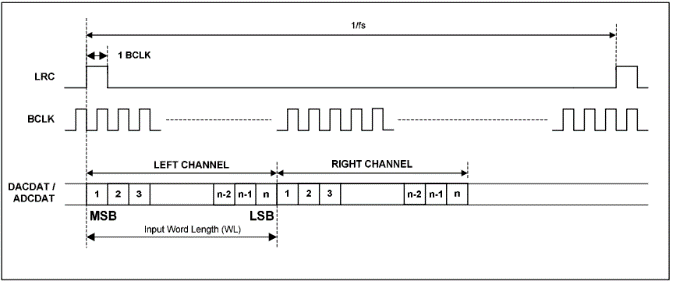 1/fs
1 BCLK
LRC
BCLK
LEFT CHANNEL
RIGHT CHANNEL
DACDAT /
ADCDAT
1 2 3 n-2 n-1 n 1 2 3 n-2 n-1 n
MSB LSB
Input Word Length (WL)